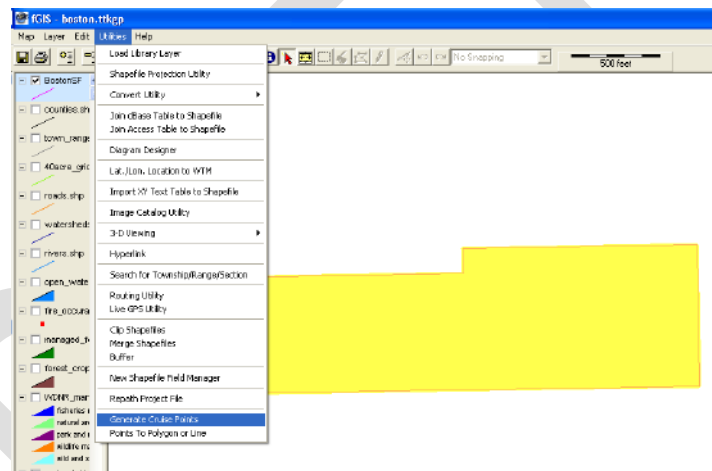 fGIS - boston.ttkgp
Map Layer Edit Utilities Help
No Snapping
500 feet
Load Library Layer
Shapefile Projection Utility
Convert Utility
Join dBase Table to Shapefile
Join Access Table to Shapefile
Diagram Designer
Lat./Lon. Location to WTM
Import XY Text Table to Shapefile
Image Catalog Utility
3-D Viewing
Hyperlink
Search for Township/Range/Section
Routing Utility
Live GPS Utility
Clip Shapefiles
Merge Shapefiles
Buffer
New Shapefile Field Manager
Repath Project File
Generate Cruise Points
Points To Polygon or Line
BostonSF
counties.sh
town_range
40acre_gric
roads.shp
watersheds
rivers.shp
open_wate
fire_occura
managed_f
forest_crop
WDNR_mar
fisheries
natural an
park and
wildlife ma
wild and s